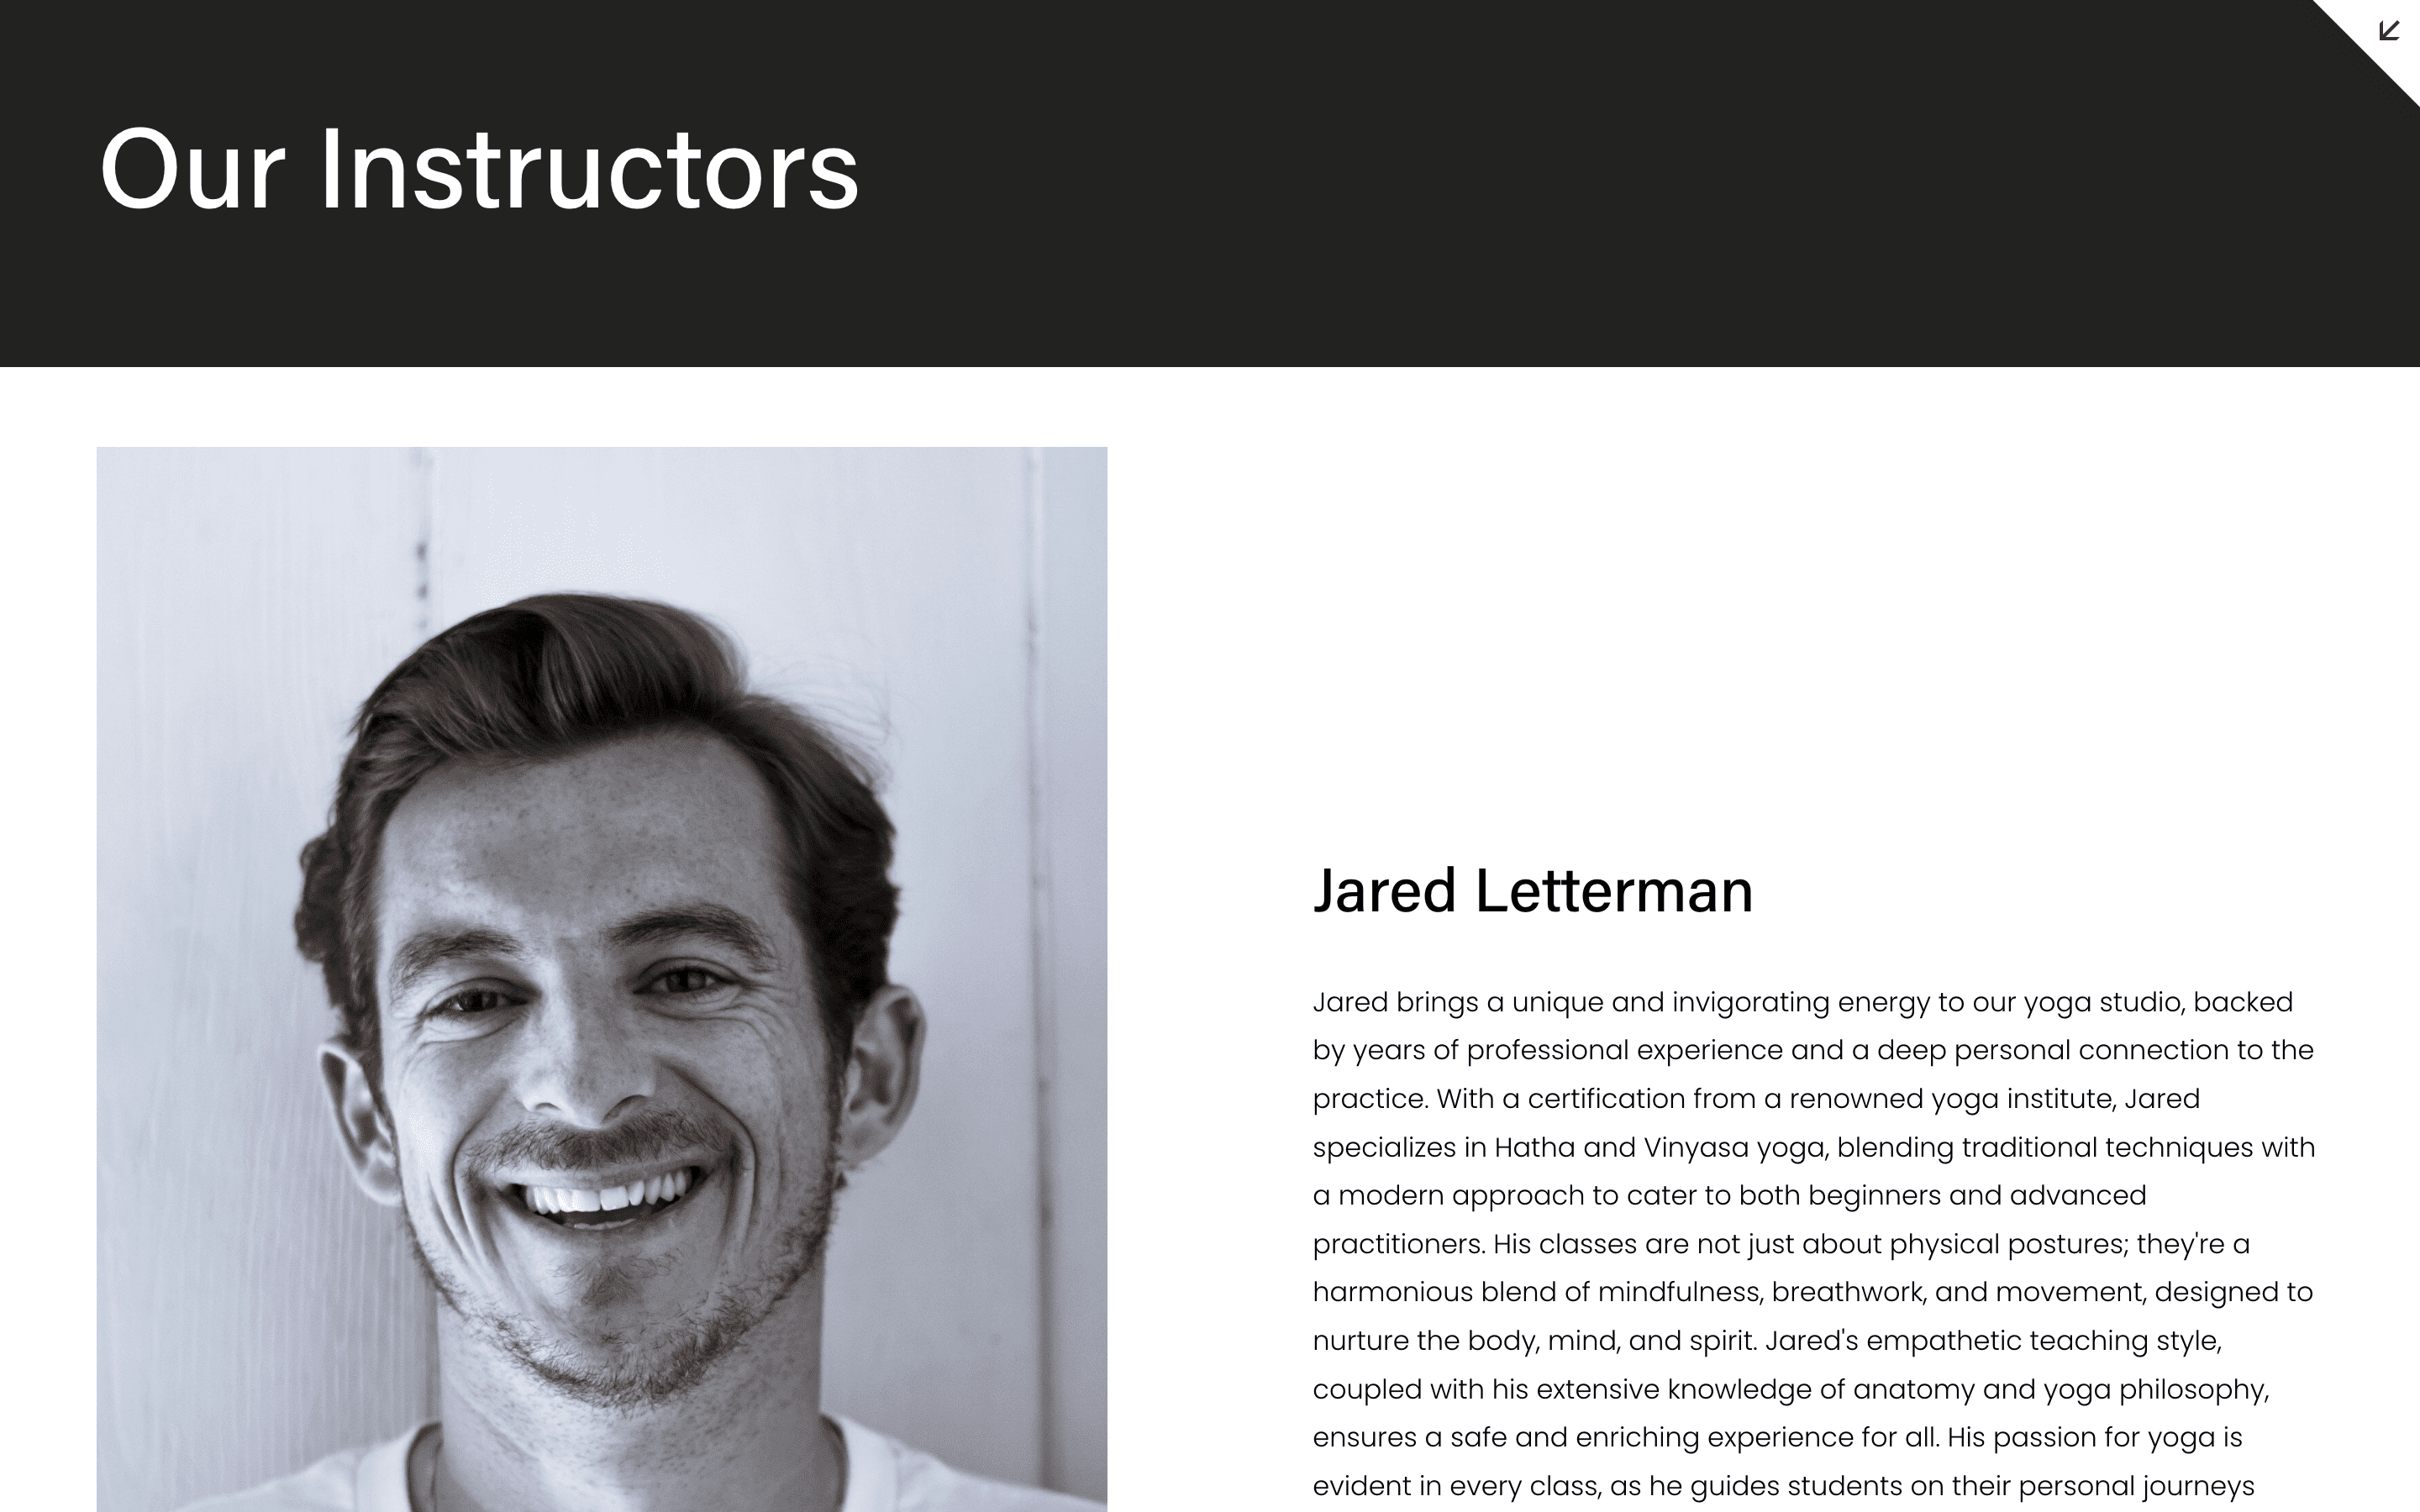 Our Instructors
Jared Letterman
Jared brings a unique and invigorating energy to our yoga studio, backed
by years of professional experience and a deep personal connection to the
practice. With a certification from a renowned yoga institute, Jared
specializes in Hatha and Vinyasa yoga, blending traditional techniques with
a modern approach to cater to both beginners and advanced
practitioners. His classes are not just about physical postures; they're a
harmonious blend of mindfulness, breathwork, and movement, designed to
nurture the body, mind, and spirit. Jared's empathetic teaching style,
coupled with his extensive knowledge of anatomy and yoga philosophy,
ensures a safe and enriching experience for all. His passion for yoga is
evident in every class, as he guides students on their personal journeys